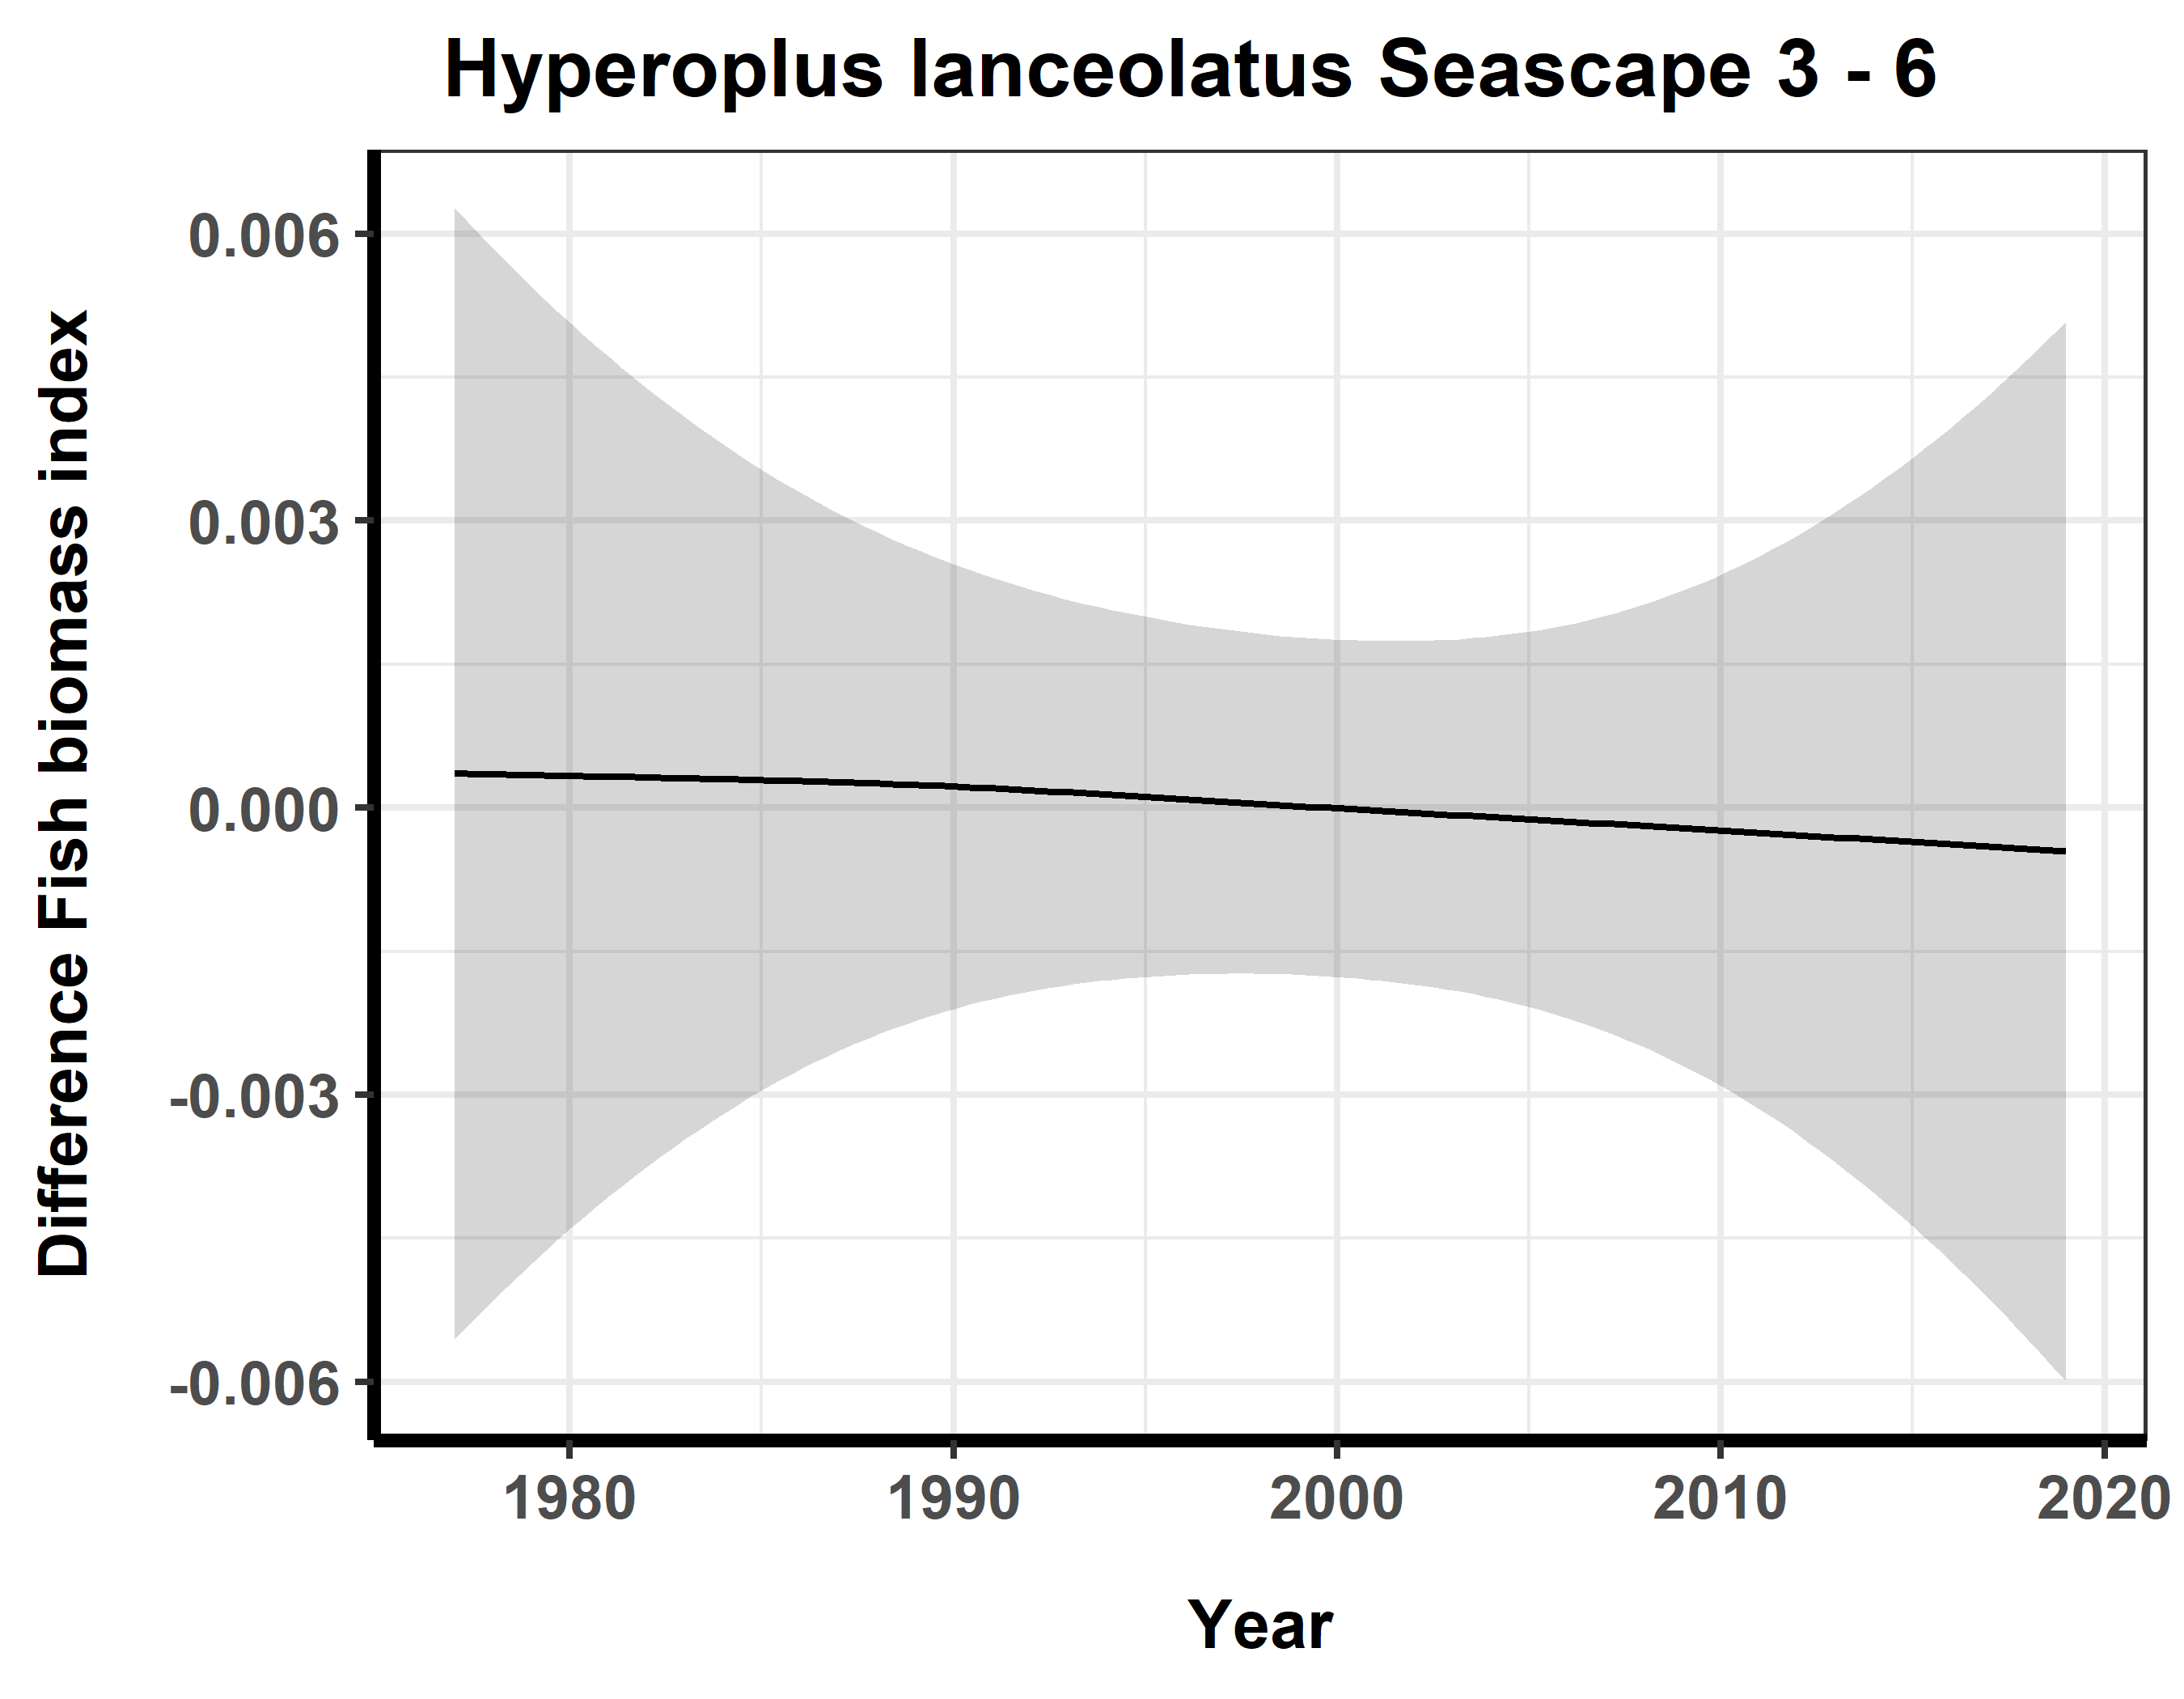 Hyperoplus lanceolatus Seascape 3 - 6
Difference Fish biomass index
0.006
0.003
0.000
-0.003
-0.006
1980 1990 2000 2010 2020
Year